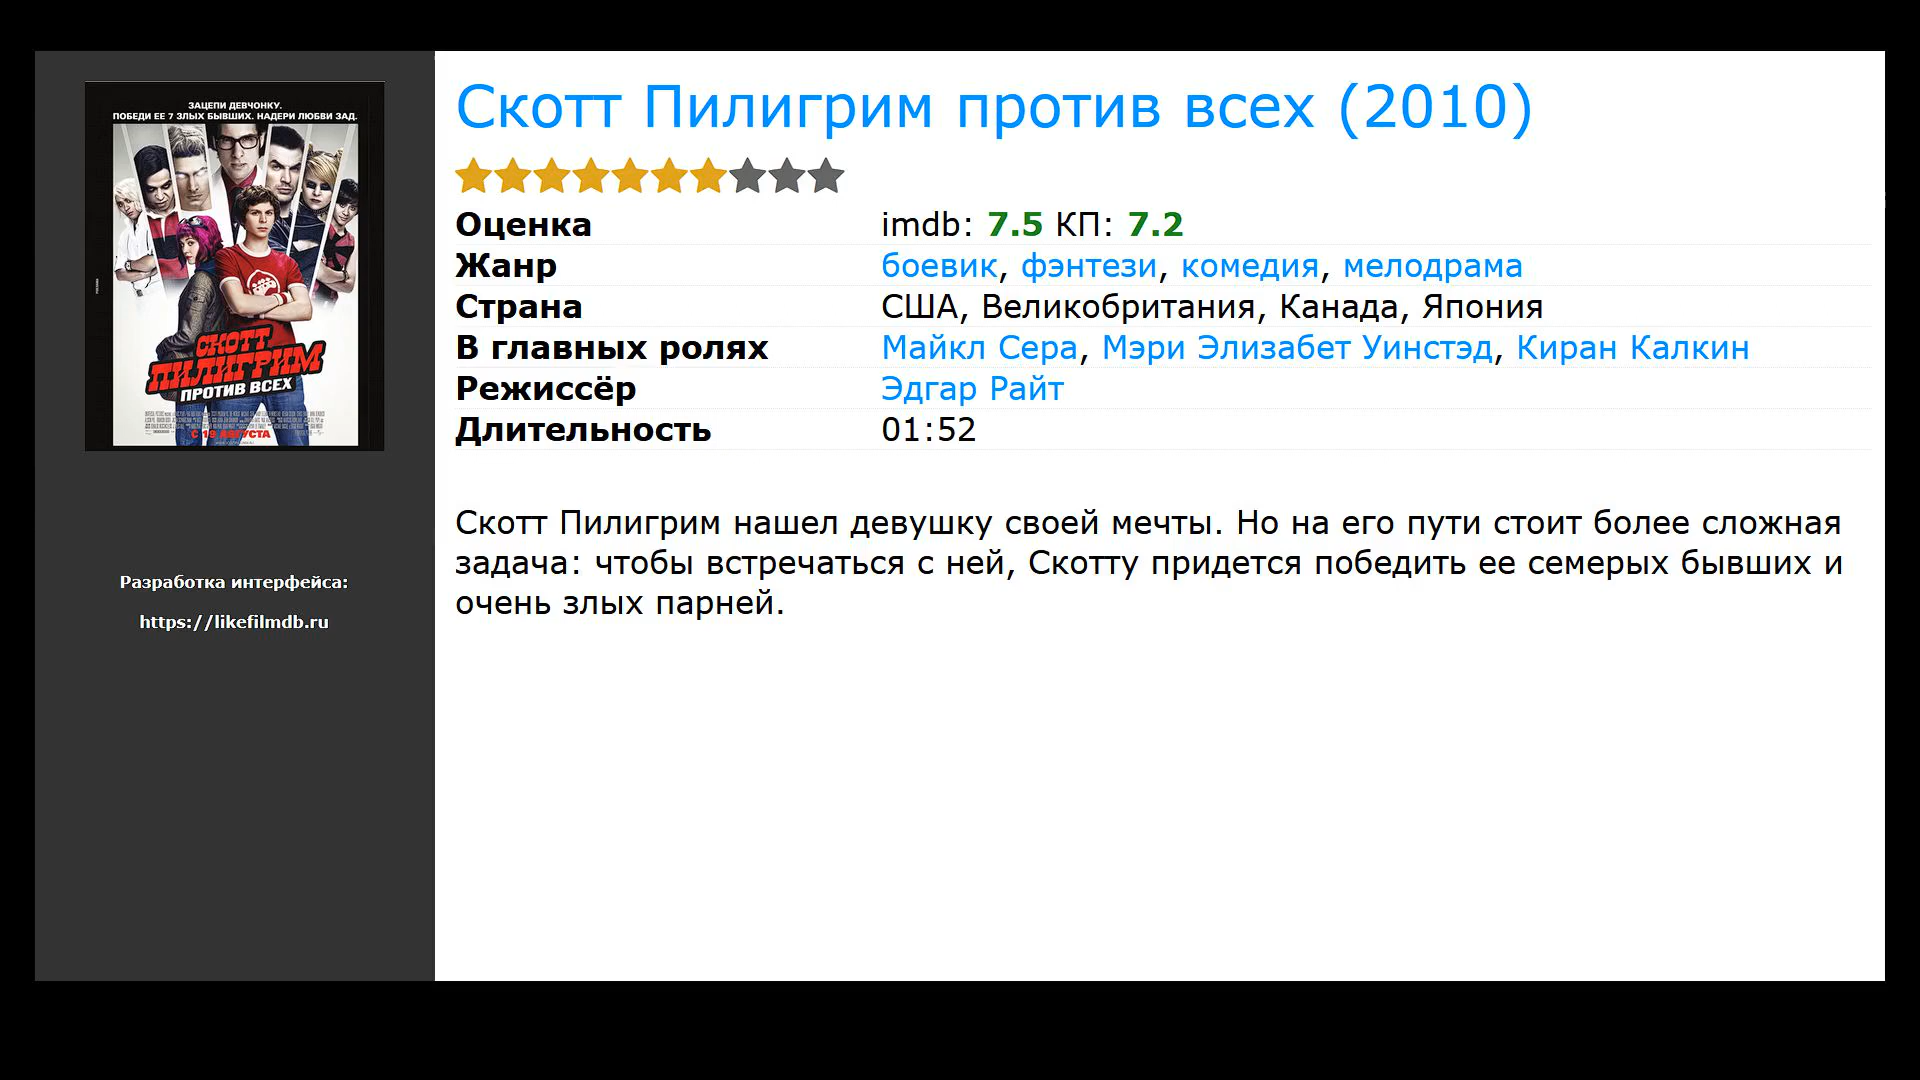 ЗАЦЕПИ ДЕВЧОНКУ.
ПОБЕДИ ЕЕ 7 ЗЛЫХ БЫВШИХ. НАДЕРИ ЛЮБВИ ЗАД.
СКОТТ
ПИЛИГРИМ
ПРОТИВ ВСЕХ
С 19 АВГУСТА
Разработка интерфейса:
https://likefilmdb.ru
Скотт Пилигрим против всех (2010)
Оценка imdb: 7.5 КП: 7.2
Жанр боевик, фэнтези, комедия, мелодрама
Страна США, Великобритания, Канада, Япония
В главных ролях Майкл Сера, Мэри Элизабет Уинстэд, Киран Калкин
Режиссёр Эдгар Райт
Длительность 01:52
Скотт Пилигрим нашел девушку своей мечты. Но на его пути стоит более сложная
задача: чтобы встречаться с ней, Скотту придется победить ее семерых бывших и
очень злых парней.